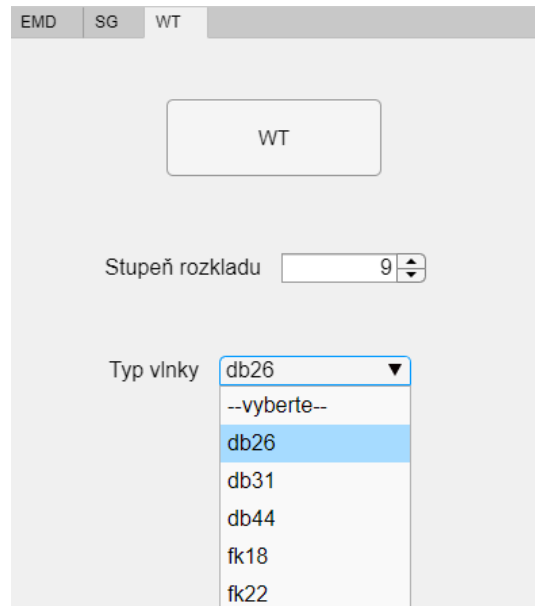 EMD SG WT
WT
Stupeň rozkladu 9
Typ vlnky db26
--vyberte--
db26
db31
db44
fk18
fk22